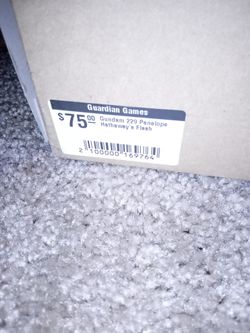 Guardian Games
$75.00 Gundam 229 Penelope
Hathaway's Flash
2 100000 169764